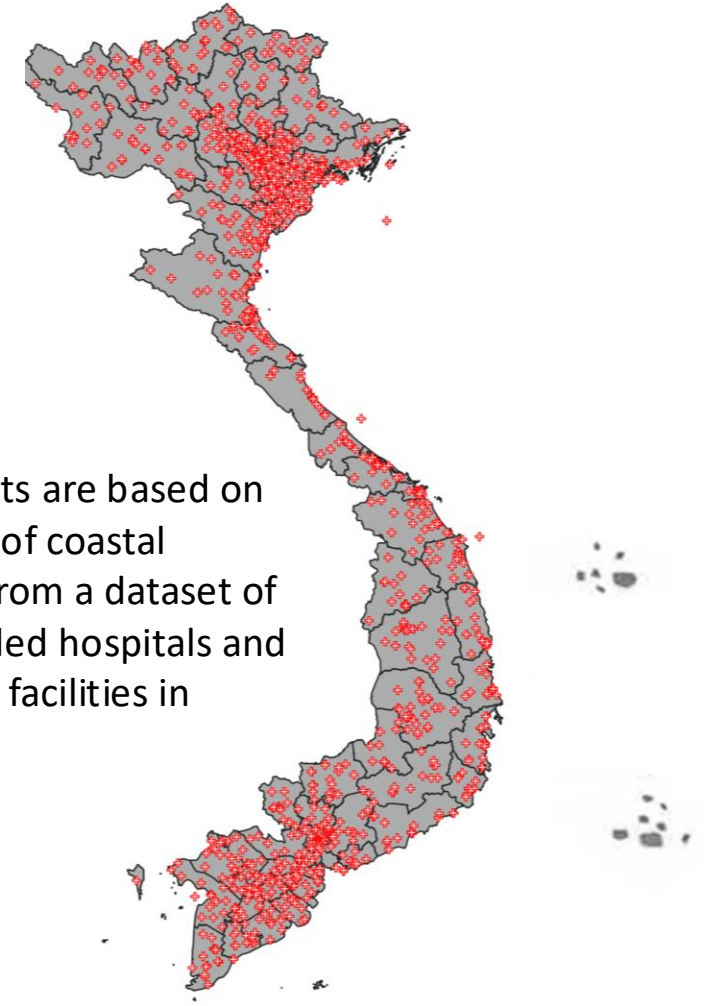 ts are based on
of coastal
rom a dataset of
led hospitals and
facilities in